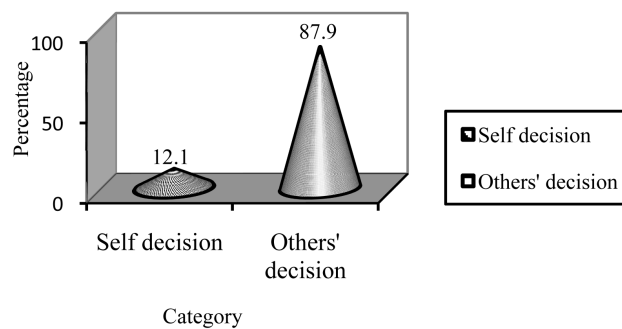 100
87.9
Percentage
50
12.1
0
Self decision
Others'
decision
Category
Self decision
Others' decision